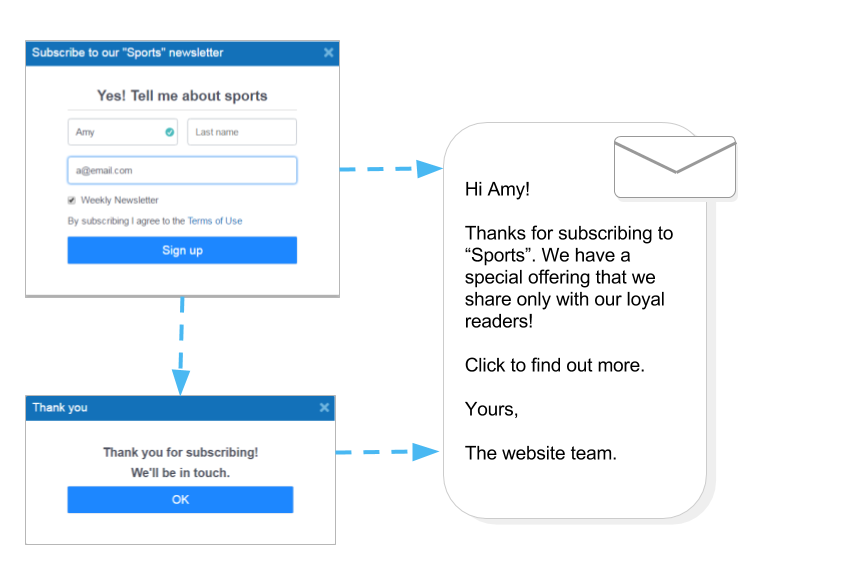 Subscribe to our "Sports" newsletter
Yes! Tell me about sports
Amy
Last name
a@email.com
Weekly Newsletter
By subscribing I agree to the Terms of Use
Sign up
Thank you
Thank you for subscribing!
We'll be in touch.
OK
Hi Amy!
Thanks for subscribing to
“Sports”. We have a
special offering that we
share only with our loyal
readers!
Click to find out more.
Yours,
The website team.